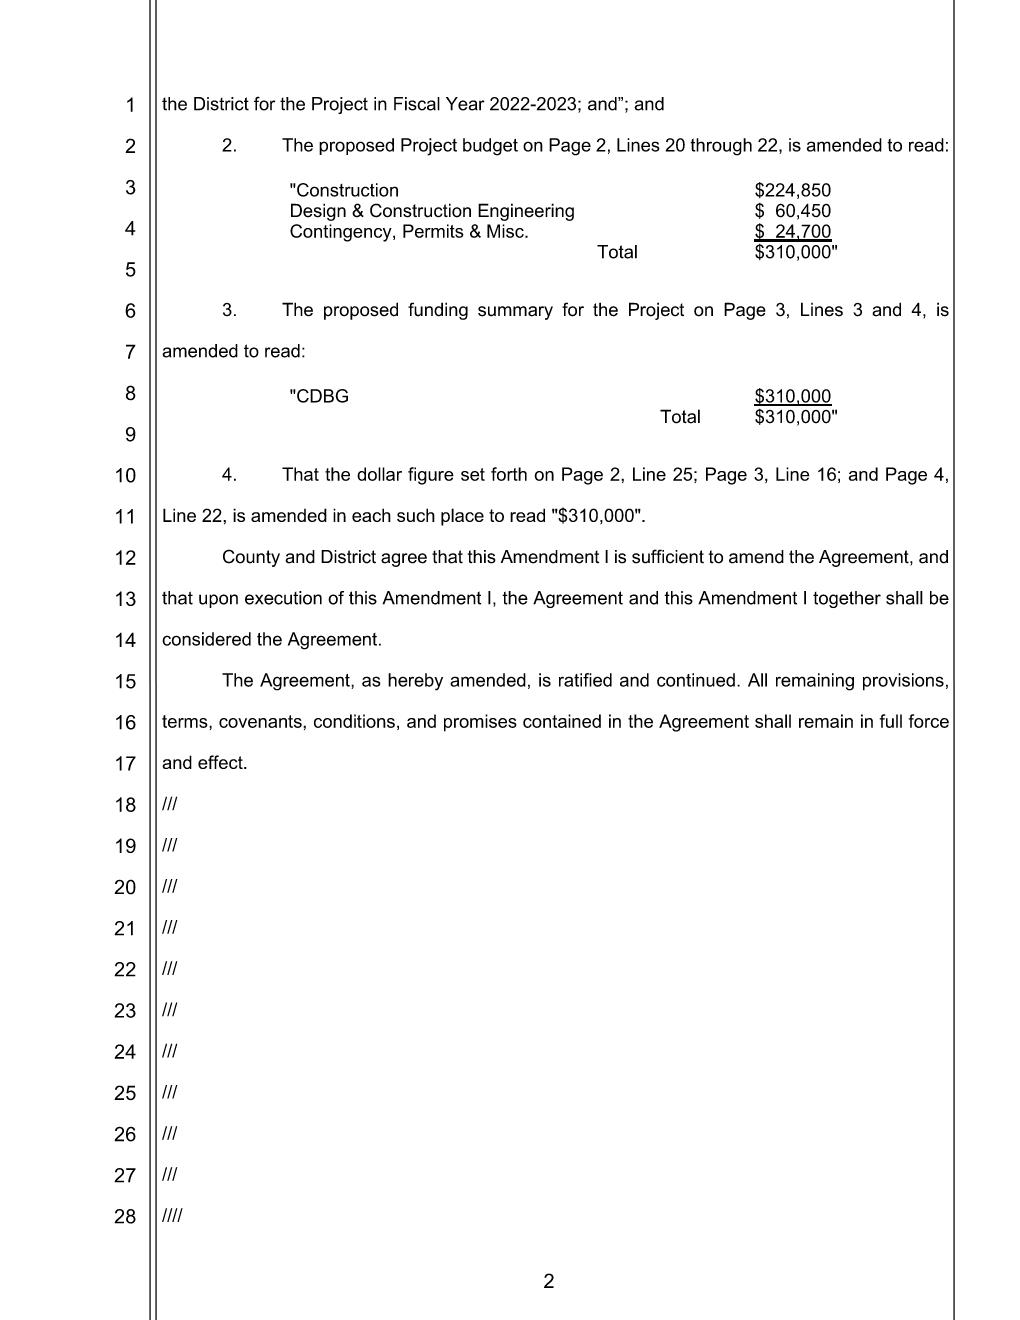 1 the District for the Project in Fiscal Year 2022-2023; and”; and
2 2. The proposed Project budget on Page 2, Lines 20 through 22, is amended to read:
3 "Construction $224,850
Design & Construction Engineering $ 60,450
4 Contingency, Permits & Misc. $ 24,700
Total $310,000"
5
6 3. The proposed funding summary for the Project on Page 3, Lines 3 and 4, is
7 amended to read:
8 "CDBG $310,000
Total $310,000"
9
10 4. That the dollar figure set forth on Page 2, Line 25; Page 3, Line 16; and Page 4,
11 Line 22, is amended in each such place to read "$310,000".
12 County and District agree that this Amendment I is sufficient to amend the Agreement, and
13 that upon execution of this Amendment I, the Agreement and this Amendment I together shall be
14 considered the Agreement.
15 The Agreement, as hereby amended, is ratified and continued. All remaining provisions,
16 terms, covenants, conditions, and promises contained in the Agreement shall remain in full force
17 and effect.
18 ///
19 ///
20 ///
21 ///
22 ///
23 ///
24 ///
25 ///
26 ///
27 ///
28 ////
2